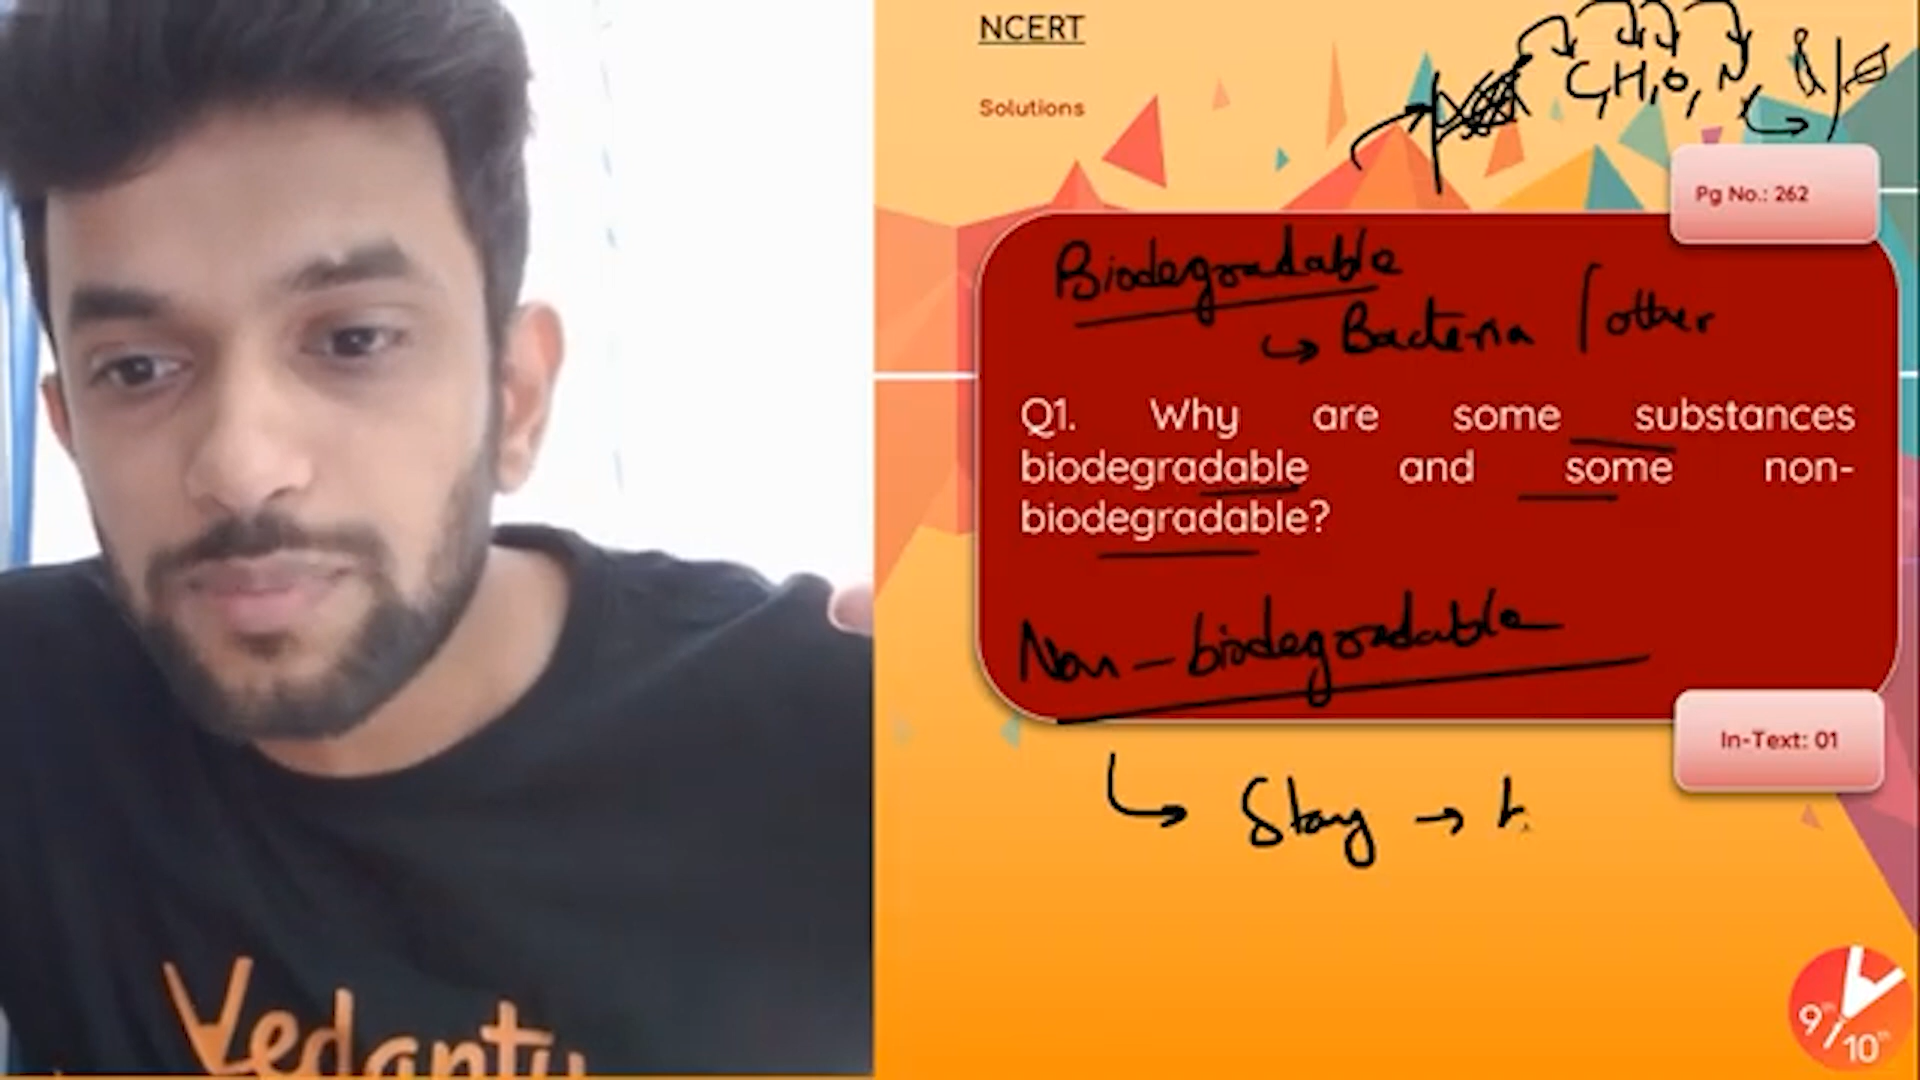 NCERT
Solutions
C, H, O, N,
Pg No.: 262
Biodegradable
↳ Bacteria / other
Q1. Why are some substances
biodegradable and some non-
biodegradable?
Non-biodegradable
In-Text: 01
↳ Stay →
Vedantu
9th/10th